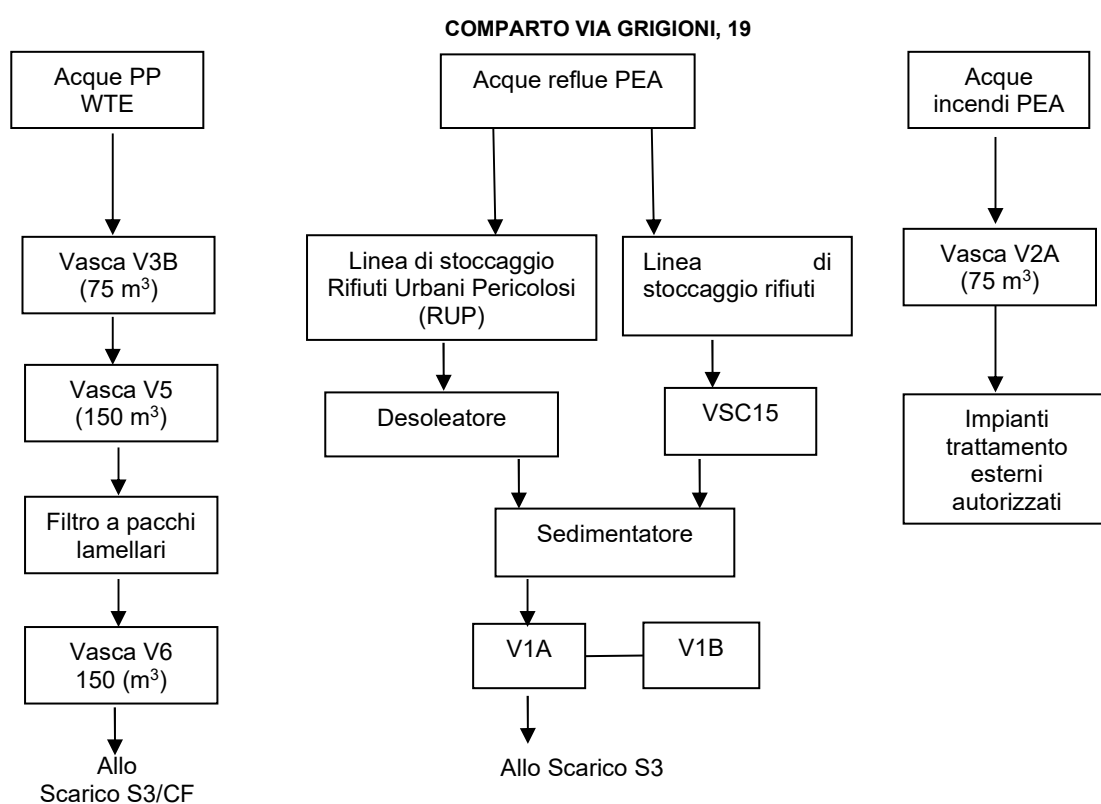 COMPARTO VIA GRIGIONI, 19
Acque PP
WTE
Vasca V3B
(75 m³)
Vasca V5
(150 m³)
Filtro a pacchi
lamellari
Vasca V6
150 (m³)
Allo
Scarico S3/CF
Acque reflue PEA
Linea di stoccaggio
Rifiuti Urbani Pericolosi
(RUP)
Linea di
stoccaggio rifiuti
Desoleatore
VSC15
Sedimentatore
V1A
V1B
Allo Scarico S3
Acque
incendi PEA
Vasca V2A
(75 m³)
Impianti
trattamento
esterni
autorizzati